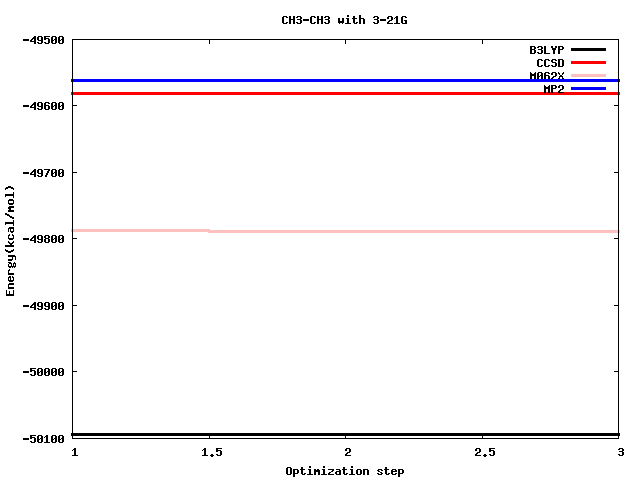 CH3-CH3 with 3-21G
-49500
B3LYP
CCSD
M062X
MP2
-49600
-49700
-49800
-49900
-50000
-50100
Energy(kcal/mol)
1 1.5 2 2.5 3
Optimization step